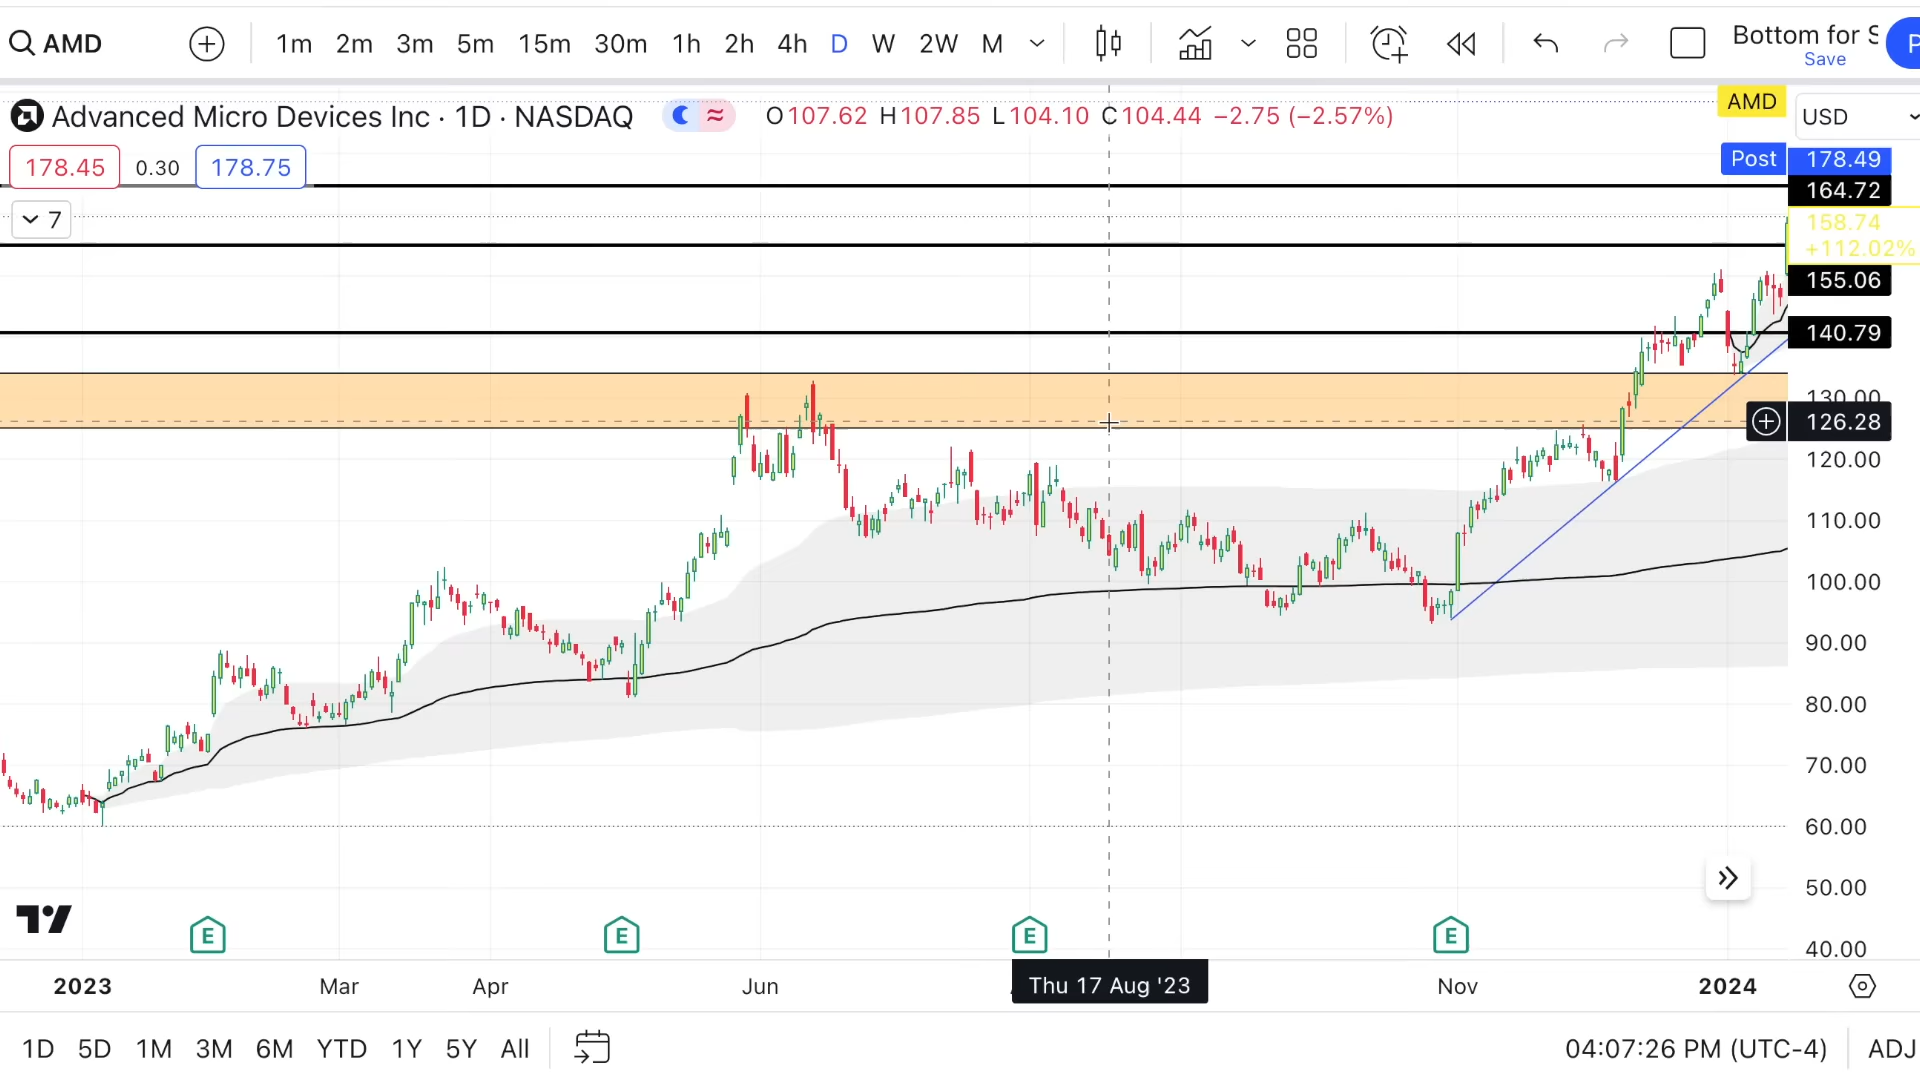 AMD 1m 2m 3m 5m 15m 30m 1h 2h 4h D W 2W M Bottom for S
Save
P
Advanced Micro Devices Inc · 1D · NASDAQ O107.62 H107.85 L104.10 C104.44 −2.75 (−2.57%)
AMD
USD
178.45 0.30 178.75
Post 178.49
164.72
7
158.74
+112.02%
155.06
140.79
130.00
126.28
120.00
110.00
100.00
90.00
80.00
70.00
60.00
50.00
40.00
E E E E
2023 Mar Apr Jun Thu 17 Aug '23 Nov 2024
1D 5D 1M 3M 6M YTD 1Y 5Y All 04:07:26 PM (UTC-4) ADJ